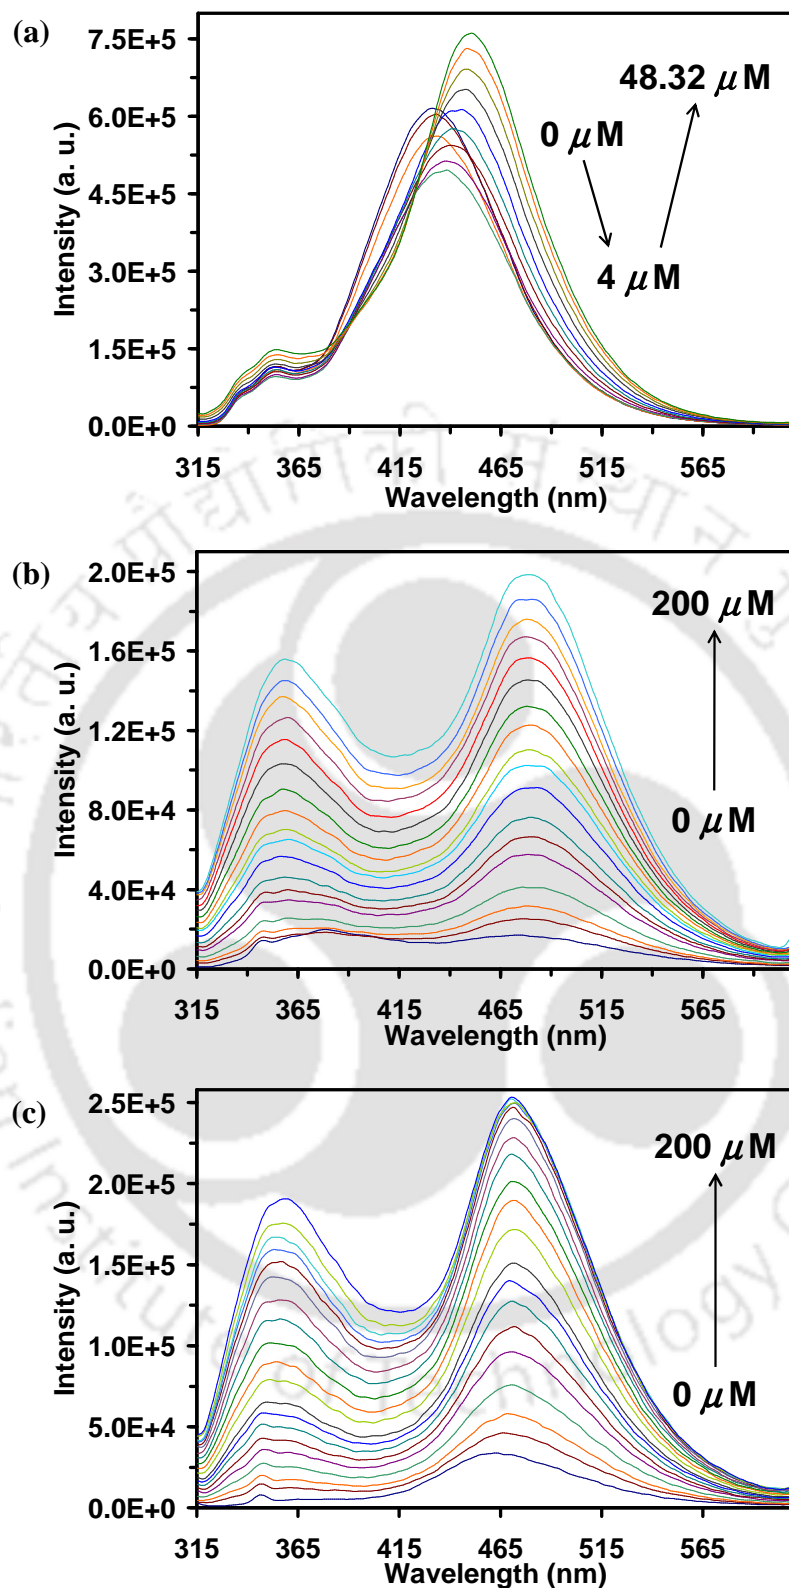 (a)
7.5E+5
6.0E+5
4.5E+5
3.0E+5
1.5E+5
0.0E+0
Intensity (a. u.)
48.32 μM
0 μM
4 μM
315 365 415 465 515 565
Wavelength (nm)
(b)
2.0E+5
1.6E+5
1.2E+5
8.0E+4
4.0E+4
0.0E+0
Intensity (a. u.)
200 μM
0 μM
315 365 415 465 515 565
Wavelength (nm)
(c)
2.5E+5
2.0E+5
1.5E+5
1.0E+5
5.0E+4
0.0E+0
Intensity (a. u.)
200 μM
0 μM
315 365 415 465 515 565
Wavelength (nm)
Institute of Technology